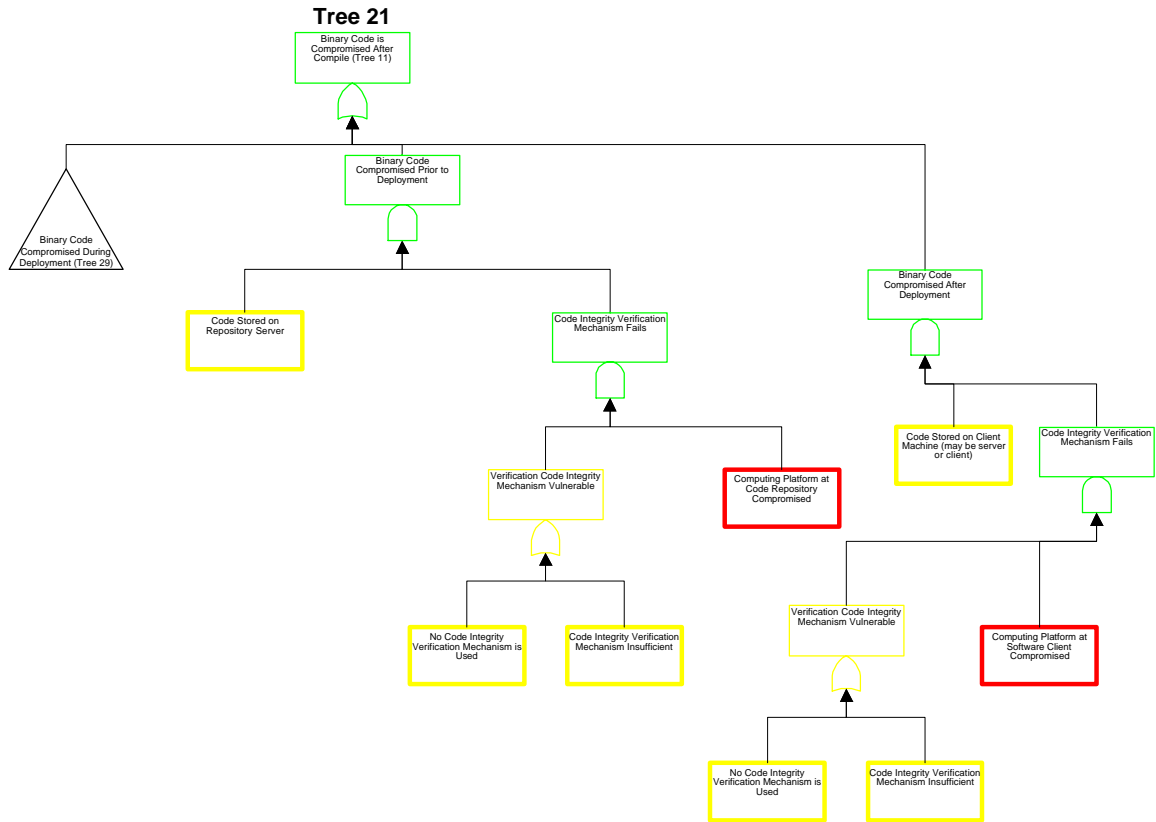 Tree 21
Binary Code is
Compromised After
Compile (Tree 11)
Binary Code
Compromised During
Deployment (Tree 29)
Binary Code
Compromised Prior to
Deployment
Binary Code
Compromised After
Deployment
Code Stored on
Repository Server
Code Integrity Verification
Mechanism Fails
Code Stored on Client
Machine (may be server
or client)
Code Integrity Verification
Mechanism Fails
Verification Code Integrity
Mechanism Vulnerable
Computing Platform at
Code Repository
Compromised
No Code Integrity
Verification Mechanism is
Used
Code Integrity Verification
Mechanism Insufficient
Verification Code Integrity
Mechanism Vulnerable
Computing Platform at
Software Client
Compromised
No Code Integrity
Verification Mechanism is
Used
Code Integrity Verification
Mechanism Insufficient